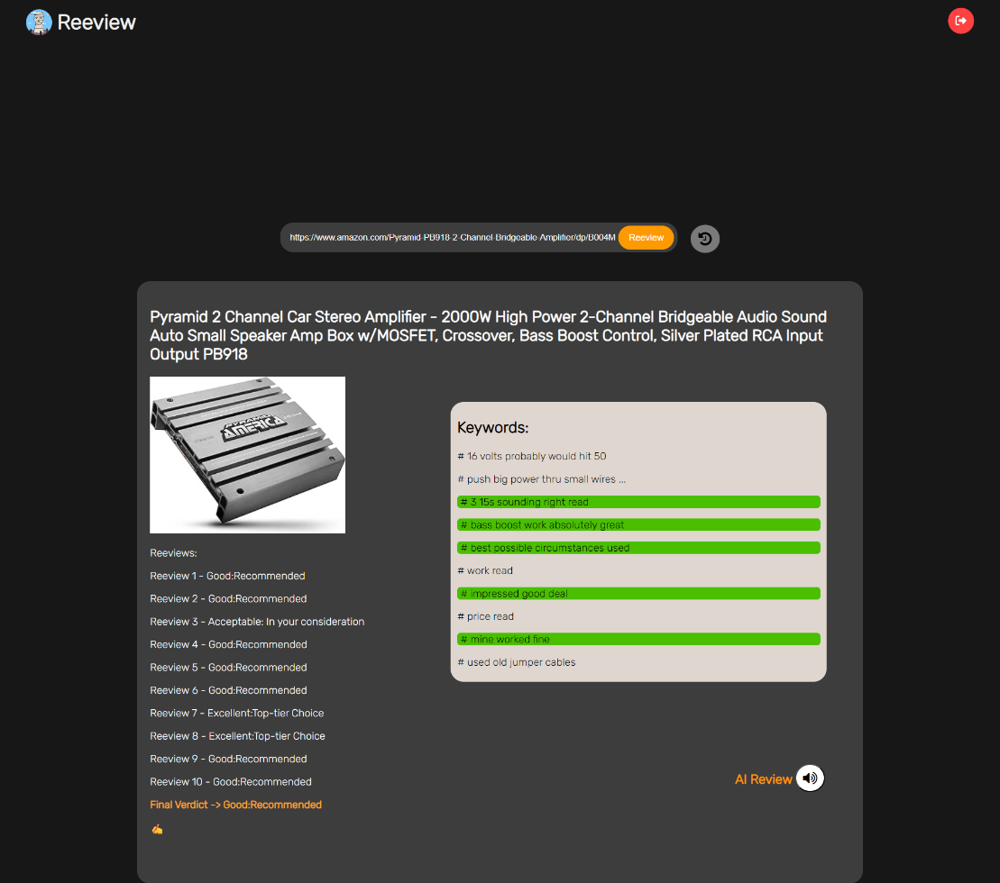 Reeview
https://www.amazon.com/Pyramid-PB918-2-Channel-Bridgeable-Amplifier/dp/B004M
Reeview
Pyramid 2 Channel Car Stereo Amplifier - 2000W High Power 2-Channel Bridgeable Audio Sound
Auto Small Speaker Amp Box w/MOSFET, Crossover, Bass Boost Control, Silver Plated RCA Input
Output PB918
PYRAMID
AMERICA
Keywords:
# 16 volts probably would hit 50
# push big power thru small wires ...
# 3 15s sounding right read
# bass boost work absolutely great
# best possible circumstances used
# work read
# impressed good deal
# price read
# mine worked fine
# used old jumper cables
Reeviews:
Reeview 1 - Good:Recommended
Reeview 2 - Good:Recommended
Reeview 3 - Acceptable: In your consideration
Reeview 4 - Good:Recommended
Reeview 5 - Good:Recommended
Reeview 6 - Good:Recommended
Reeview 7 - Excellent:Top-tier Choice
Reeview 8 - Excellent:Top-tier Choice
Reeview 9 - Good:Recommended
Reeview 10 - Good:Recommended
Final Verdict -> Good:Recommended
AI Review